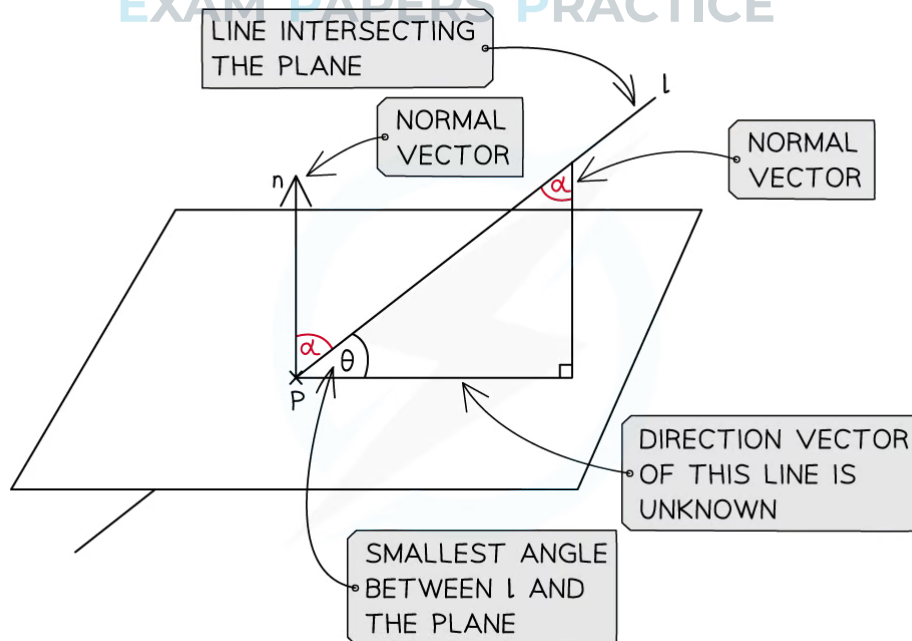 EXAM PAPERS PRACTICE
LINE INTERSECTING
THE PLANE
l
NORMAL
VECTOR
NORMAL
VECTOR
n
α
α
θ
P
DIRECTION VECTOR
OF THIS LINE IS
UNKNOWN
SMALLEST ANGLE
BETWEEN l AND
THE PLANE